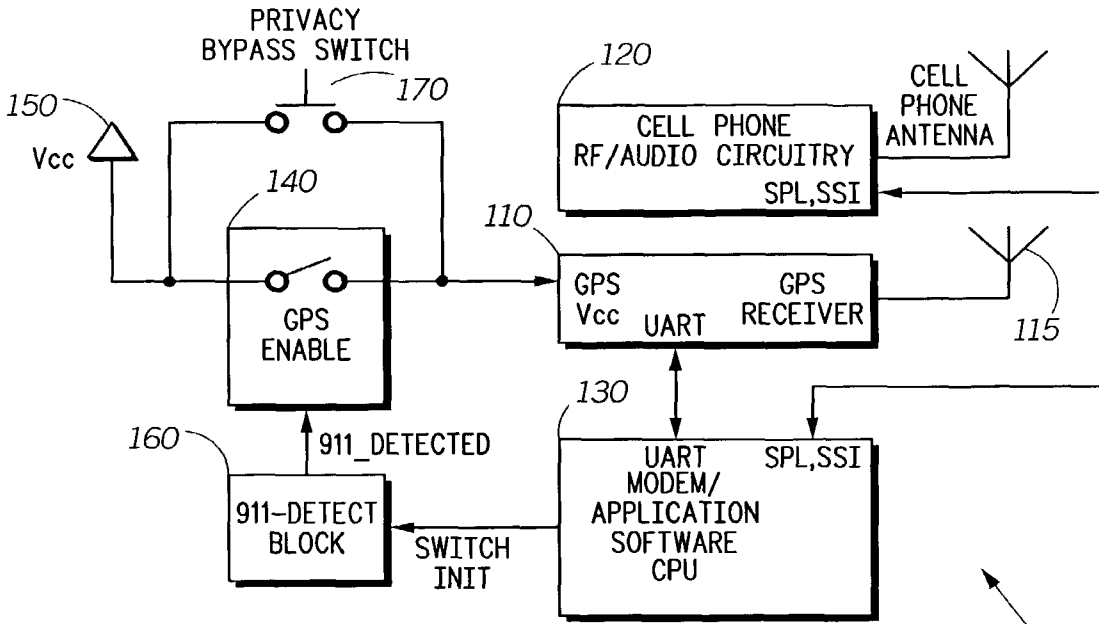 PRIVACY
BYPASS SWITCH
170
150
Vcc
140
GPS
ENABLE
120
CELL PHONE
RF/AUDIO CIRCUITRY
SPL,SSI
CELL
PHONE
ANTENNA
110
GPS
Vcc
UART
GPS
RECEIVER
115
130
UART
MODEM/
APPLICATION
SOFTWARE
CPU
SPL,SSI
160
911_DETECTED
911-DETECT
BLOCK
SWITCH
INIT